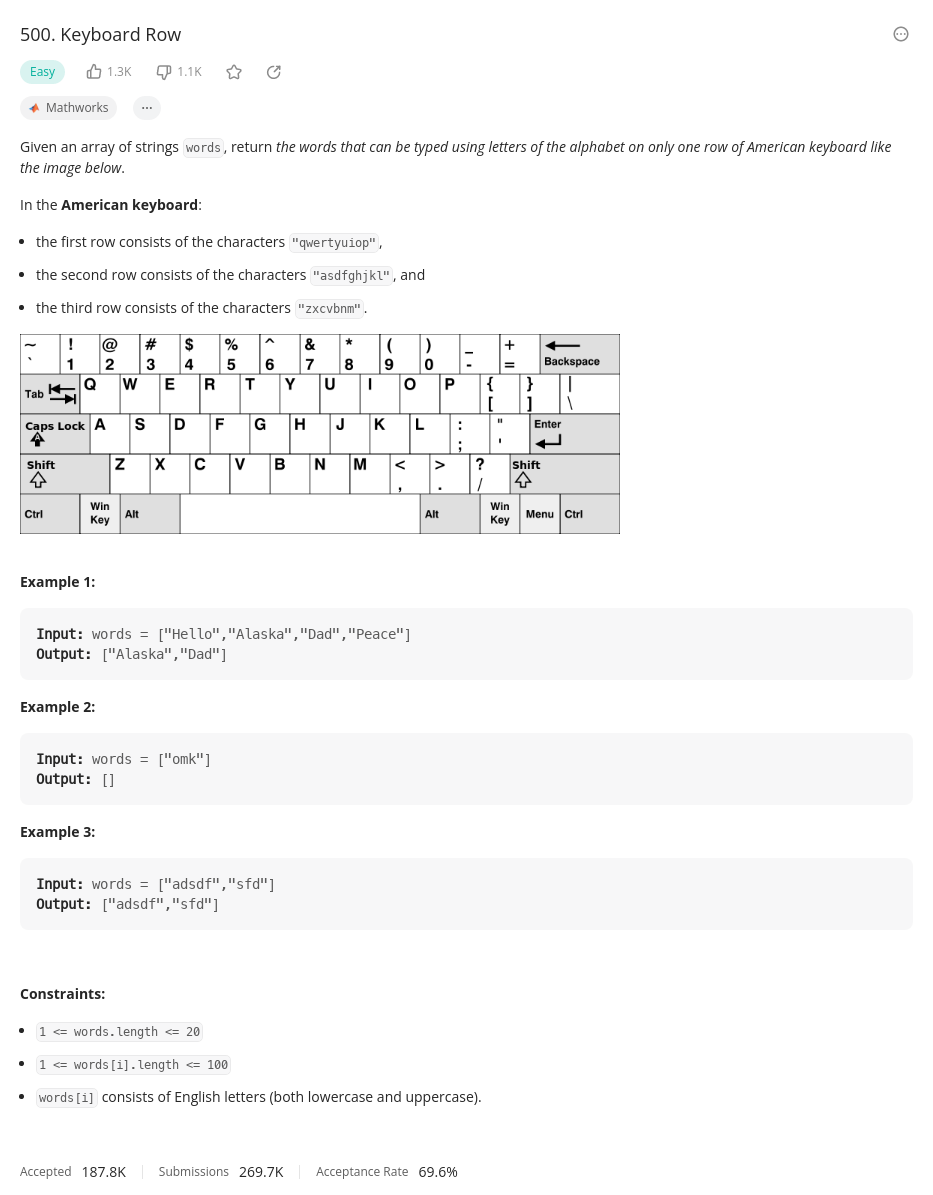 500. Keyboard Row
Easy 1.3K 1.1K
Mathworks ...
Given an array of strings words, return the words that can be typed using letters of the alphabet on only one row of American keyboard like
the image below.
In the American keyboard:
• the first row consists of the characters "qwertyuiop",
• the second row consists of the characters "asdfghjkl", and
• the third row consists of the characters "zxcvbnm".
~ ! @ # $ % ^ & * ( ) _ +
` 1 2 3 4 5 6 7 8 9 0 - = Backspace
Tab Q W E R T Y U I O P { } |
[ ] \
Caps Lock A S D F G H J K L : " Enter
; '
Shift Z X C V B N M < > ? Shift
, . /
Ctrl Win Key Alt Alt Win Key Menu Ctrl
Example 1:
Input: words = ["Hello","Alaska","Dad","Peace"]
Output: ["Alaska","Dad"]
Example 2:
Input: words = ["omk"]
Output: []
Example 3:
Input: words = ["adsdf","sfd"]
Output: ["adsdf","sfd"]
Constraints:
• 1 <= words.length <= 20
• 1 <= words[i].length <= 100
• words[i] consists of English letters (both lowercase and uppercase).
Accepted 187.8K Submissions 269.7K Acceptance Rate 69.6%